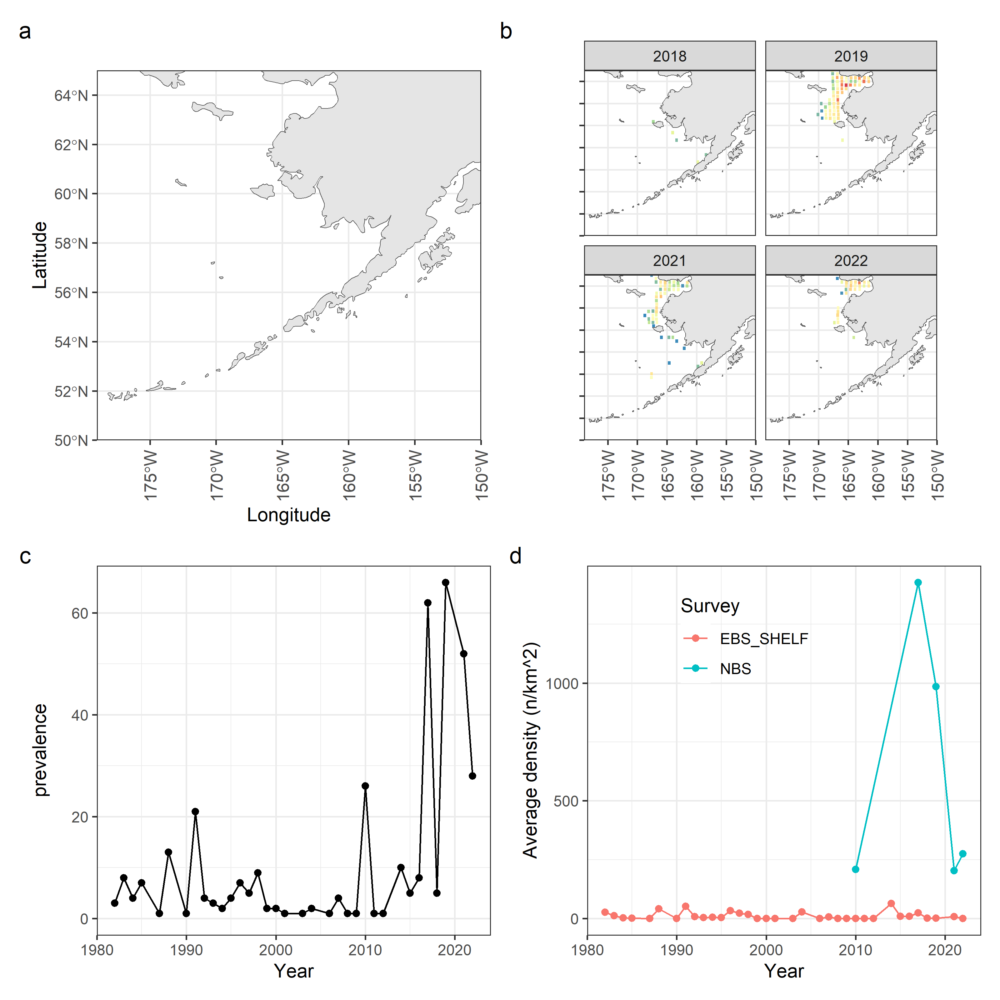 a
64°N
62°N
60°N
58°N
56°N
54°N
52°N
50°N
Latitude
175°W
170°W
165°W
160°W
155°W
150°W
Longitude
b
2018
2019
2021
2022
175°W
170°W
165°W
160°W
155°W
150°W
175°W
170°W
165°W
160°W
155°W
150°W
c
60
40
20
0
prevalence
1980
1990
2000
2010
2020
Year
d
Survey
EBS_SHELF
NBS
1000
500
0
Average density (n/km^2)
1980
1990
2000
2010
2020
Year